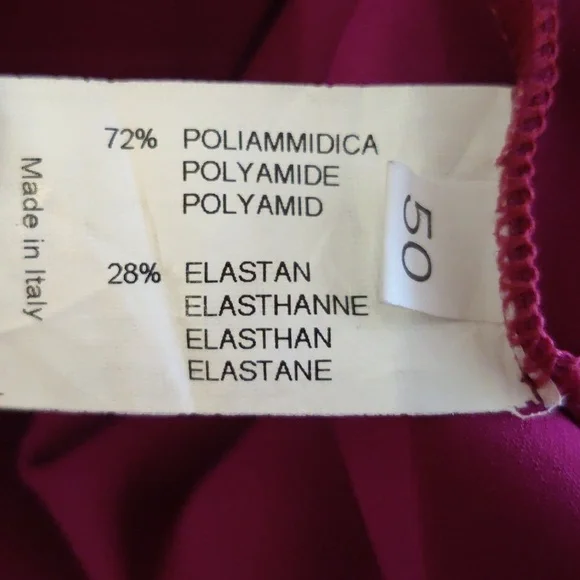 72% POLIAMMIDICA
POLYAMIDE
POLYAMID
28% ELASTAN
ELASTHANNE
ELASTHAN
ELASTANE
Made in Italy
50